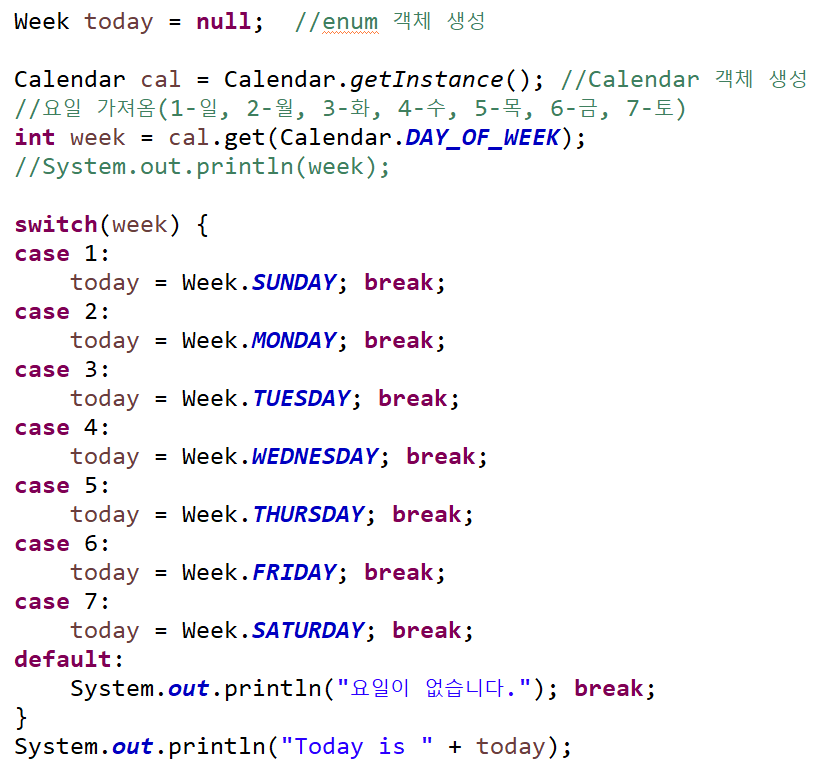 Week today = null;  //enum 객체 생성
Calendar cal = Calendar.getInstance(); //Calendar 객체 생성
//요일 가져옴(1-일, 2-월, 3-화, 4-수, 5-목, 6-금, 7-토)
int week = cal.get(Calendar.DAY_OF_WEEK);
//System.out.println(week);
switch(week) {
case 1:
    today = Week.SUNDAY; break;
case 2:
    today = Week.MONDAY; break;
case 3:
    today = Week.TUESDAY; break;
case 4:
    today = Week.WEDNESDAY; break;
case 5:
    today = Week.THURSDAY; break;
case 6:
    today = Week.FRIDAY; break;
case 7:
    today = Week.SATURDAY; break;
default:
    System.out.println("요일이 없습니다."); break;
}
System.out.println("Today is " + today);